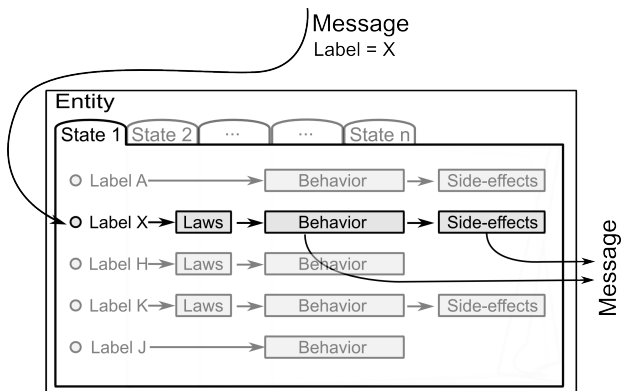 Message
Label = X
Entity
State 1 State 2 ... ... State n
Label A Behavior Side-effects
Label X Laws Behavior Side-effects
Label H Laws Behavior
Label K Laws Behavior Side-effects
Label J Behavior
Message